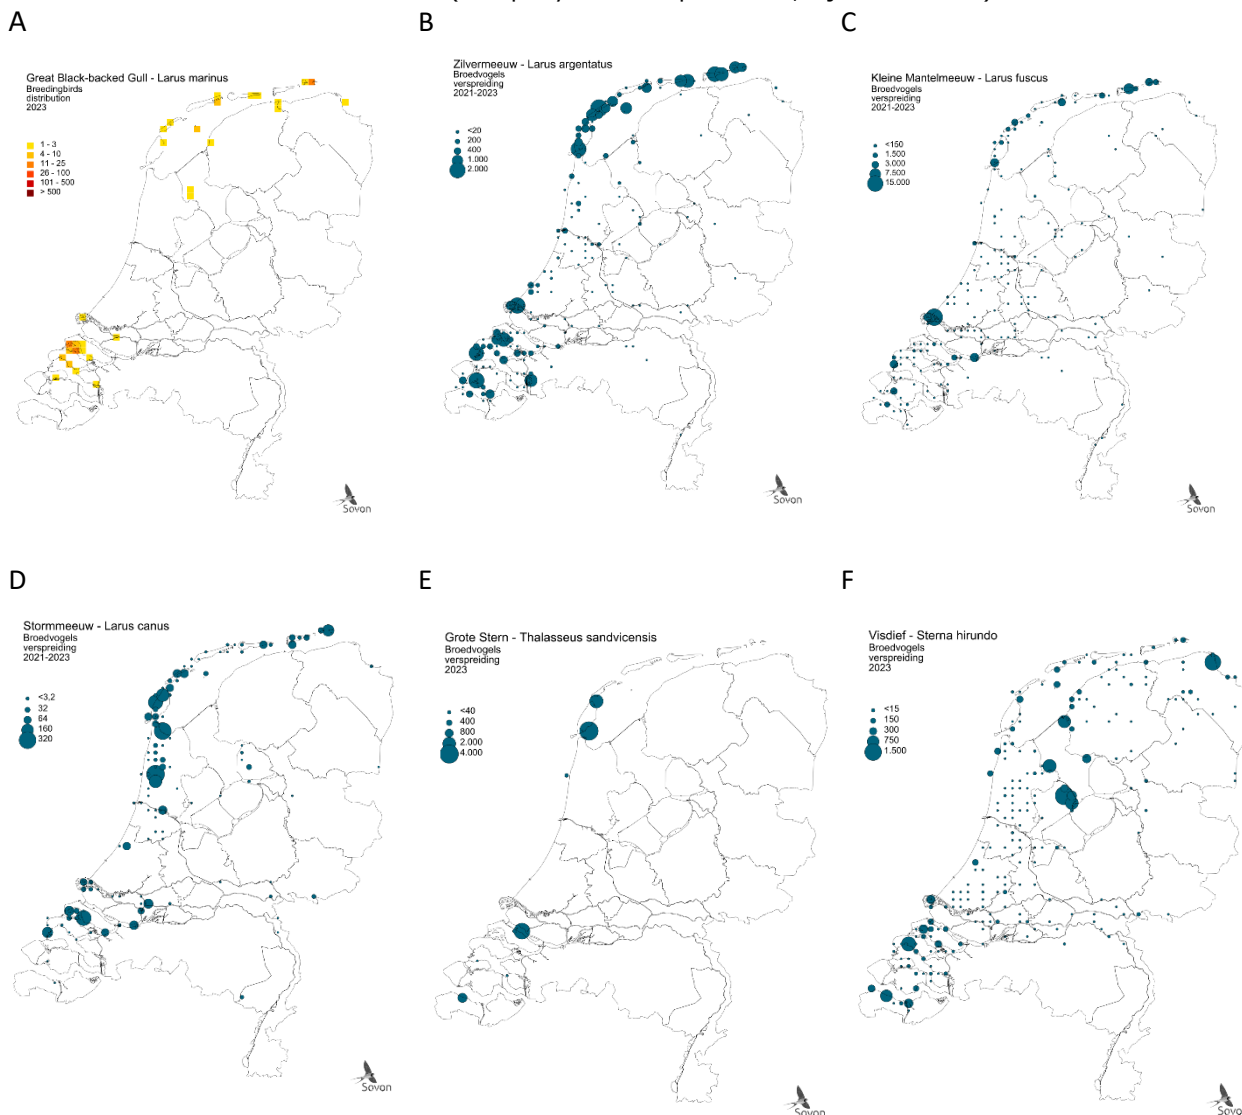 A
Great Black-backed Gull - Larus marinus
Breedingbirds
distribution
2023
1 - 3
4 - 10
11 - 25
26 - 100
101 - 500
> 500
Sovon
B
Zilvermeeuw - Larus argentatus
Broedvogels
verspreiding
2021-2023
<20
200
400
1.000
2.000
Sovon
C
Kleine Mantelmeeuw - Larus fuscus
Broedvogels
verspreiding
2021-2023
<150
1.500
3.000
7.500
15.000
Sovon
D
Stormmeeuw - Larus canus
Broedvogels
verspreiding
2021-2023
<3,2
32
64
160
320
Sovon
E
Grote Stern - Thalasseus sandvicensis
Broedvogels
verspreiding
2023
<40
400
800
2.000
4.000
Sovon
F
Visdief - Sterna hirundo
Broedvogels
verspreiding
2023
<15
150
300
750
1.500
Sovon